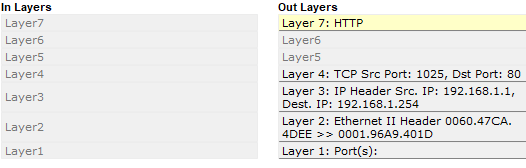 In Layers
Layer7
Layer6
Layer5
Layer4
Layer3
Layer2
Layer1
Out Layers
Layer 7: HTTP
Layer6
Layer5
Layer 4: TCP Src Port: 1025, Dst Port: 80
Layer 3: IP Header Src. IP: 192.168.1.1,
Dest. IP: 192.168.1.254
Layer 2: Ethernet II Header 0060.47CA.
4DEE >> 0001.96A9.401D
Layer 1: Port(s):